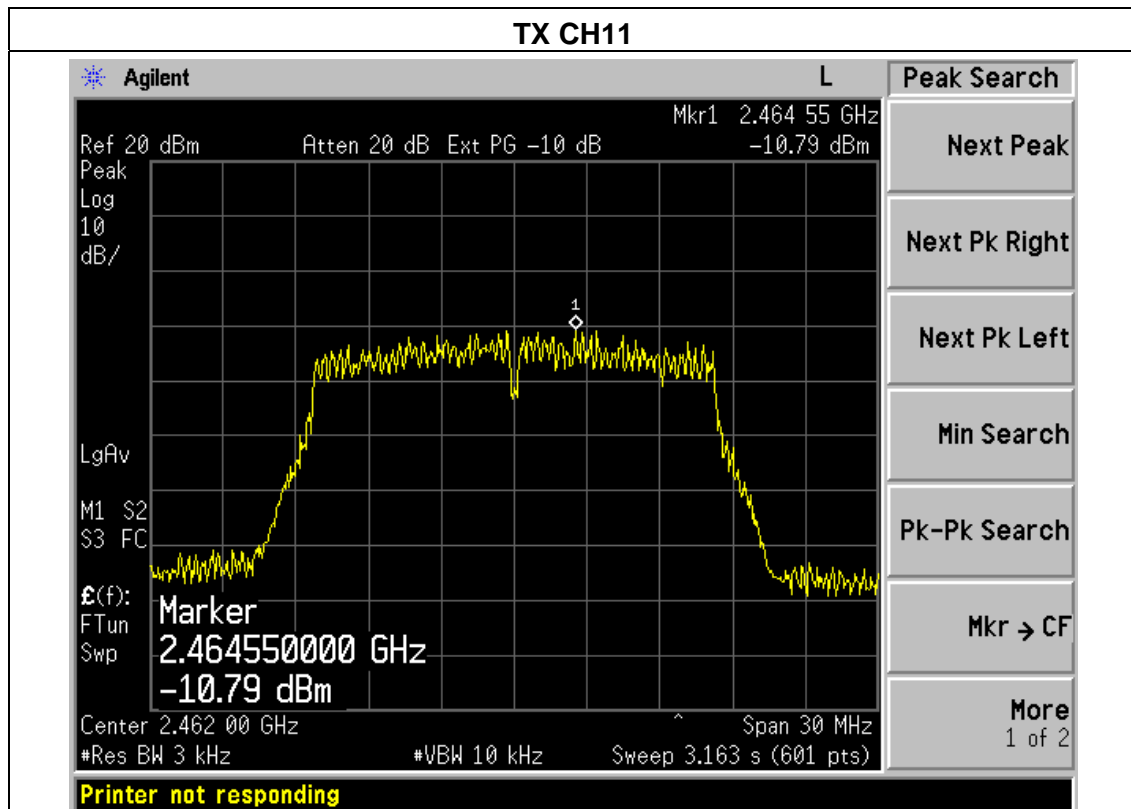 TX CH11
Agilent L Peak Search
Mkr1 2.464 55 GHz
Ref 20 dBm Atten 20 dB Ext PG -10 dB -10.79 dBm
Peak
Log
10
dB/
1
LgAv
M1 S2
S3 FC
£(f):
FTun
Swp
Marker
2.464550000 GHz
-10.79 dBm
Center 2.462 00 GHz ^ Span 30 MHz
#Res BW 3 kHz #VBW 10 kHz Sweep 3.163 s (601 pts)
Next Peak
Next Pk Right
Next Pk Left
Min Search
Pk-Pk Search
Mkr → CF
More
1 of 2
Printer not responding